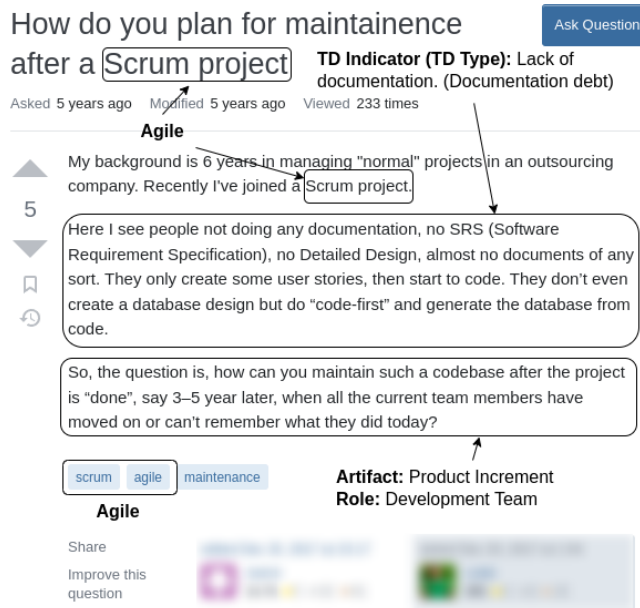 How do you plan for maintainence
Ask Question
after a Scrum project
TD Indicator (TD Type): Lack of
documentation. (Documentation debt)
Asked 5 years ago Modified 5 years ago Viewed 233 times
Agile
My background is 6 years in managing "normal" projects in an outsourcing
company. Recently I've joined a Scrum project.
5
Here I see people not doing any documentation, no SRS (Software
Requirement Specification), no Detailed Design, almost no documents of any
sort. They only create some user stories, then start to code. They don’t even
create a database design but do “code-first” and generate the database from
code.
So, the question is, how can you maintain such a codebase after the project
is “done”, say 3–5 year later, when all the current team members have
moved on or can’t remember what they did today?
scrum agile maintenance
Artifact: Product Increment
Role: Development Team
Agile
Share
Improve this
question